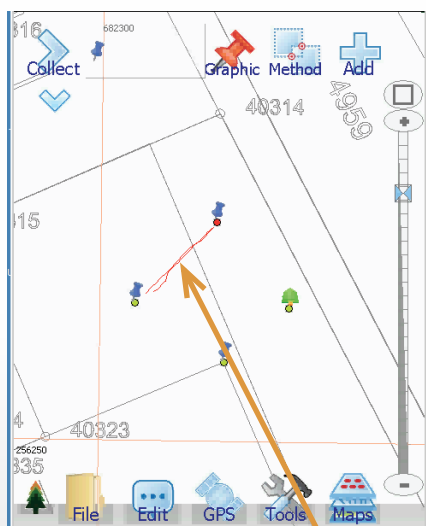 316
682300
Collect
Graphic
Method
Add
40314
4959
315
4
40323
256250
335
File
Edit
GPS
Tools
Maps